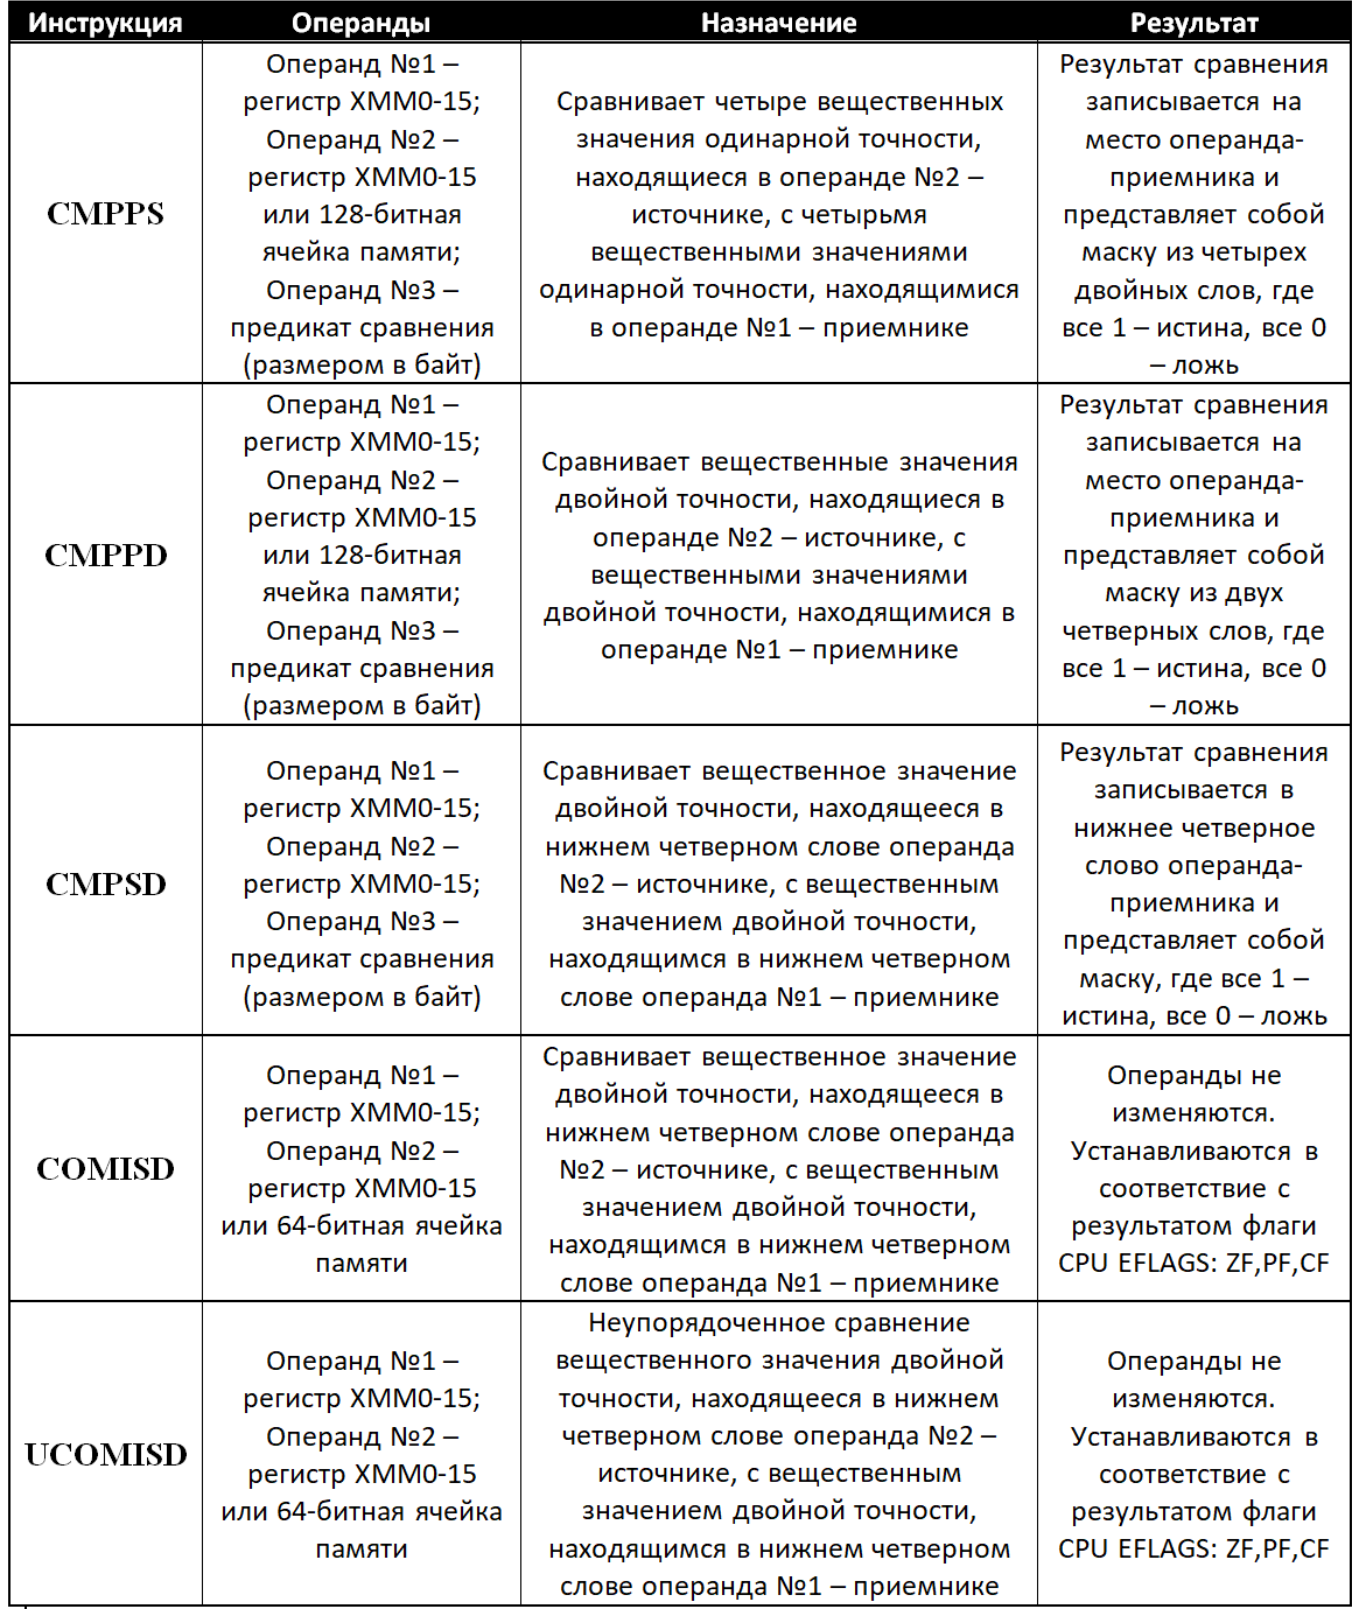 Инструкция Операнды Назначение Результат
CMPPS
Операнд №1 –
регистр XMM0-15;
Операнд №2 –
регистр XMM0-15
или 128-битная
ячейка памяти;
Операнд №3 –
предикат сравнения
(размером в байт)
Сравнивает четыре вещественных
значения одинарной точности,
находящиеся в операнде №2 –
источнике, с четырьмя
вещественными значениями
одинарной точности, находящимися
в операнде №1 – приемнике
Результат сравнения
записывается на
место операнда-
приемника и
представляет собой
маску из четырех
двойных слов, где
все 1 – истина, все 0
– ложь
CMPPD
Операнд №1 –
регистр XMM0-15;
Операнд №2 –
регистр XMM0-15
или 128-битная
ячейка памяти;
Операнд №3 –
предикат сравнения
(размером в байт)
Сравнивает вещественные значения
двойной точности, находящиеся в
операнде №2 – источнике, с
вещественными значениями
двойной точности, находящимися в
операнде №1 – приемнике
Результат сравнения
записывается на
место операнда-
приемника и
представляет собой
маску из двух
четверных слов, где
все 1 – истина, все 0
– ложь
CMPSD
Операнд №1 –
регистр XMM0-15;
Операнд №2 –
регистр XMM0-15;
Операнд №3 –
предикат сравнения
(размером в байт)
Сравнивает вещественное значение
двойной точности, находящееся в
нижнем четверном слове операнда
№2 – источнике, с вещественным
значением двойной точности,
находящимся в нижнем четверном
слове операнда №1 – приемнике
Результат сравнения
записывается в
нижнее четверное
слово операнда-
приемника и
представляет собой
маску, где все 1 –
истина, все 0 – ложь
COMISD
Операнд №1 –
регистр XMM0-15;
Операнд №2 –
регистр XMM0-15
или 64-битная ячейка
памяти
Сравнивает вещественное значение
двойной точности, находящееся в
нижнем четверном слове операнда
№2 – источнике, с вещественным
значением двойной точности,
находящимся в нижнем четверном
слове операнда №1 – приемнике
Операнды не
изменяются.
Устанавливаются в
соответствие с
результатом флаги
CPU EFLAGS: ZF,PF,CF
UCOMISD
Операнд №1 –
регистр XMM0-15;
Операнд №2 –
регистр XMM0-15
или 64-битная ячейка
памяти
Неупорядоченное сравнение
вещественного значения двойной
точности, находящееся в нижнем
четверном слове операнда №2 –
источнике, с вещественным
значением двойной точности,
находящимся в нижнем четверном
слове операнда №1 – приемнике
Операнды не
изменяются.
Устанавливаются в
соответствие с
результатом флаги
CPU EFLAGS: ZF,PF,CF